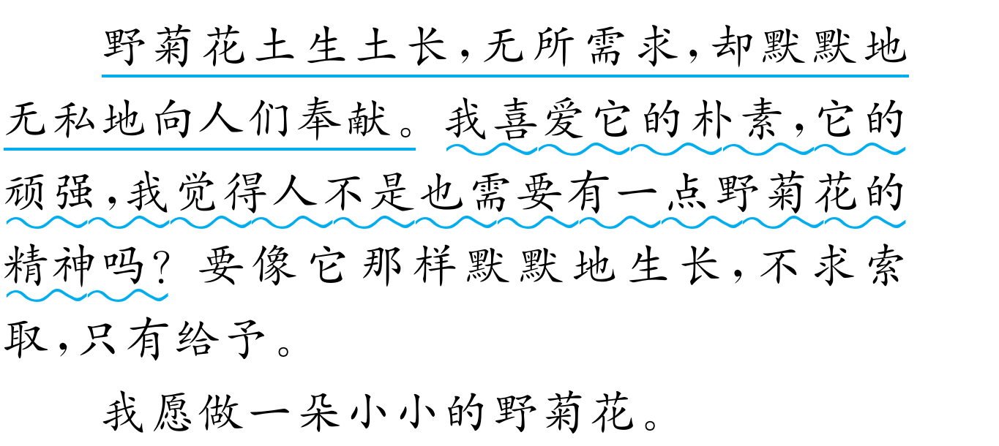 野菊花土生土长，无所需求，却默默地
无私地向人们奉献。我喜爱它的朴素，它的
顽强，我觉得人不是也需要有一点野菊花的
精神吗？要像它那样默默地生长，不求索
取，只有给予。
我愿做一朵小小的野菊花。